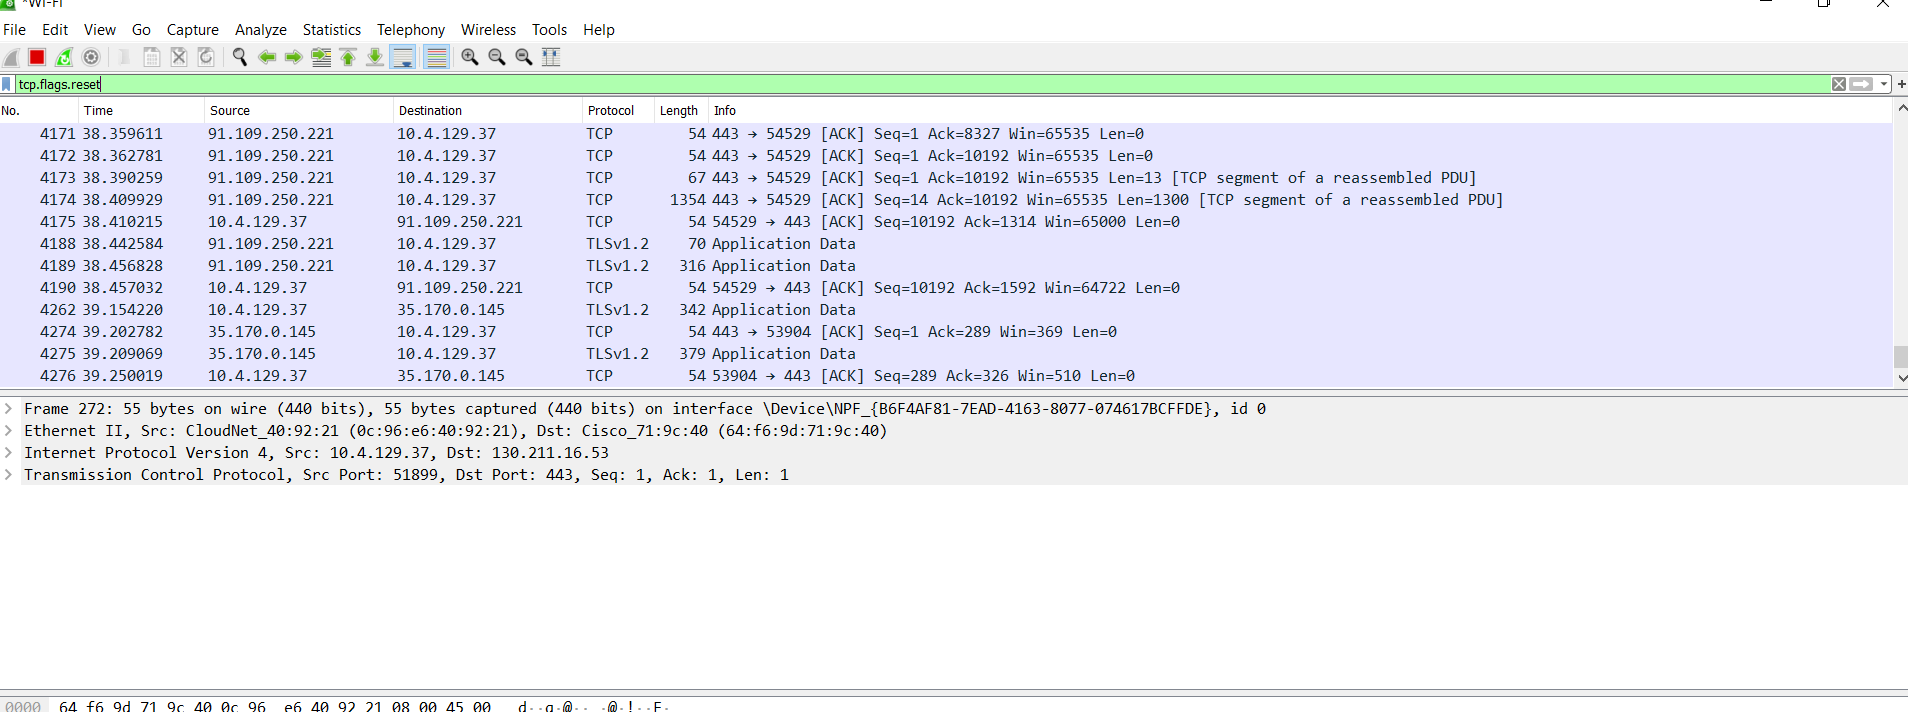 *Wi-Fi
File Edit View Go Capture Analyze Statistics Telephony Wireless Tools Help
tcp.flags.reset
No. Time Source Destination Protocol Length Info
4171 38.359611 91.109.250.221 10.4.129.37 TCP 54 443 → 54529 [ACK] Seq=1 Ack=8327 Win=65535 Len=0
4172 38.362781 91.109.250.221 10.4.129.37 TCP 54 443 → 54529 [ACK] Seq=1 Ack=10192 Win=65535 Len=0
4173 38.390259 91.109.250.221 10.4.129.37 TCP 67 443 → 54529 [ACK] Seq=1 Ack=10192 Win=65535 Len=13 [TCP segment of a reassembled PDU]
4174 38.409929 91.109.250.221 10.4.129.37 TCP 1354 443 → 54529 [ACK] Seq=14 Ack=10192 Win=65535 Len=1300 [TCP segment of a reassembled PDU]
4175 38.410215 10.4.129.37 91.109.250.221 TCP 54 54529 → 443 [ACK] Seq=10192 Ack=1314 Win=65000 Len=0
4188 38.442584 91.109.250.221 10.4.129.37 TLSv1.2 70 Application Data
4189 38.456828 91.109.250.221 10.4.129.37 TLSv1.2 316 Application Data
4190 38.457032 10.4.129.37 91.109.250.221 TCP 54 54529 → 443 [ACK] Seq=10192 Ack=1592 Win=64722 Len=0
4262 39.154220 10.4.129.37 35.170.0.145 TLSv1.2 342 Application Data
4274 39.202782 35.170.0.145 10.4.129.37 TCP 54 443 → 53904 [ACK] Seq=1 Ack=289 Win=369 Len=0
4275 39.209069 35.170.0.145 10.4.129.37 TLSv1.2 379 Application Data
4276 39.250019 10.4.129.37 35.170.0.145 TCP 54 53904 → 443 [ACK] Seq=289 Ack=326 Win=510 Len=0
Frame 272: 55 bytes on wire (440 bits), 55 bytes captured (440 bits) on interface \Device\NPF_{B6F4AF81-7EAD-4163-8077-074617BCFFDE}, id 0
Ethernet II, Src: CloudNet_40:92:21 (0c:96:e6:40:92:21), Dst: Cisco_71:9c:40 (64:f6:9d:71:9c:40)
Internet Protocol Version 4, Src: 10.4.129.37, Dst: 130.211.16.53
Transmission Control Protocol, Src Port: 51899, Dst Port: 443, Seq: 1, Ack: 1, Len: 1
0000 64 f6 9d 71 9c 40 0c 96 e6 40 92 21 08 00 45 00 d··q·@·· ·@·!··E·